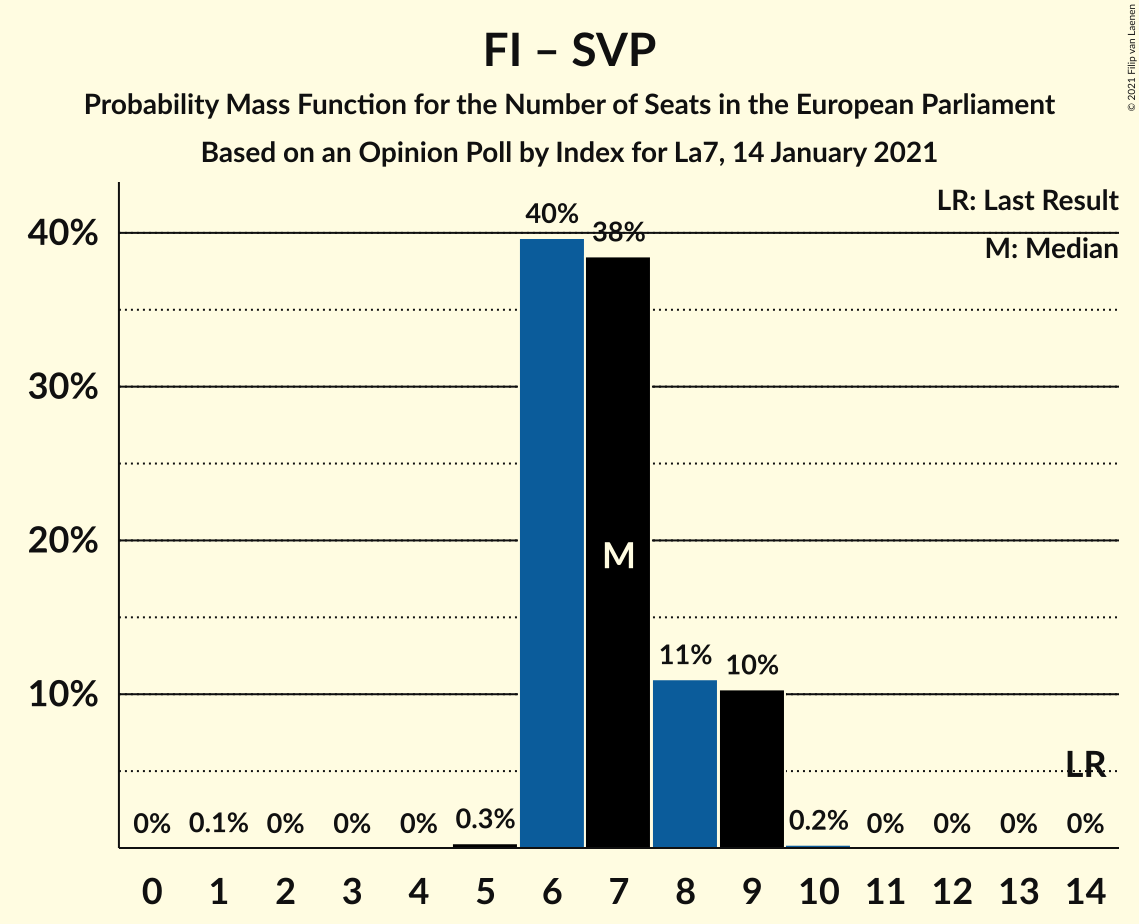 FI – SVP
Probability Mass Function for the Number of Seats in the European Parliament
Based on an Opinion Poll by Index for La7, 14 January 2021
© 2021 Filip van Laenen
LR: Last Result
M: Median
40%
30%
20%
10%
0%
0.1%
0%
0%
0%
0.3%
40%
38%
M
11%
10%
0.2%
0%
0%
0%
0%
LR
0 1 2 3 4 5 6 7 8 9 10 11 12 13 14